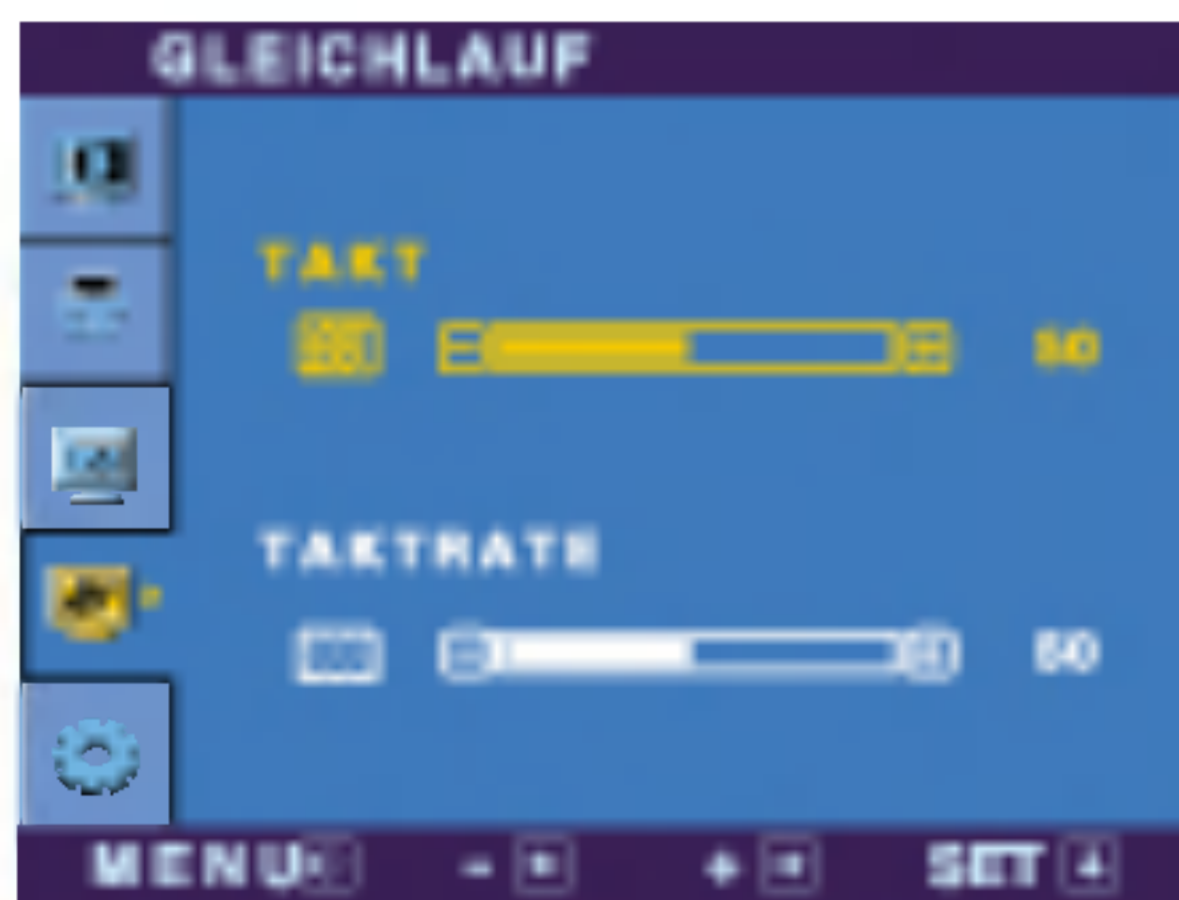 GLEICHLAUF
TAKT
50
TAKTRATE
50
MENU - + SET